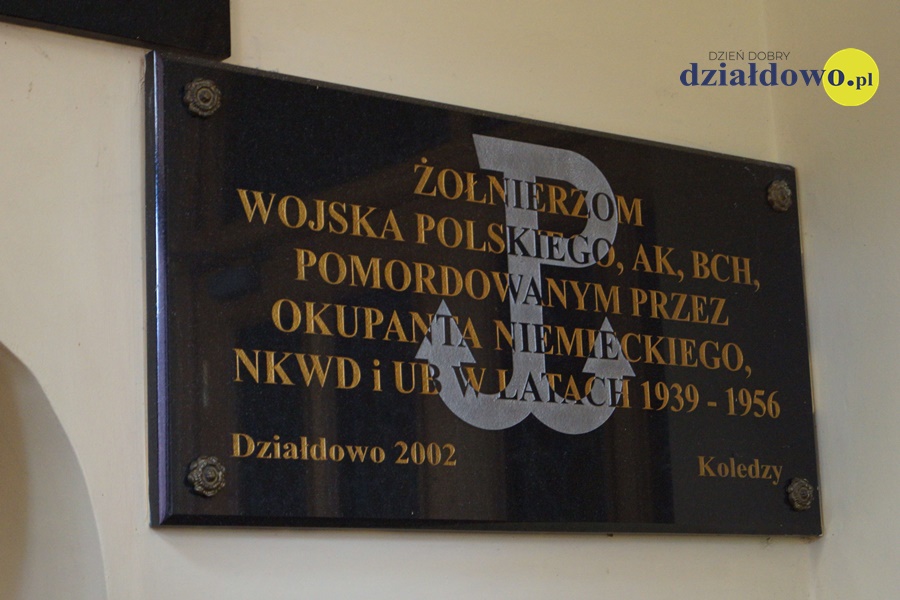 DZIEŃ DOBRY
działdowo.pl
ŻOŁNIERZOM
WOJSKA POLSKIEGO, AK, BCH,
POMORDOWANYM PRZEZ
OKUPANTA NIEMIECKIEGO,
NKWD i UB W LATACH 1939 - 1956
Działdowo 2002
Koledzy